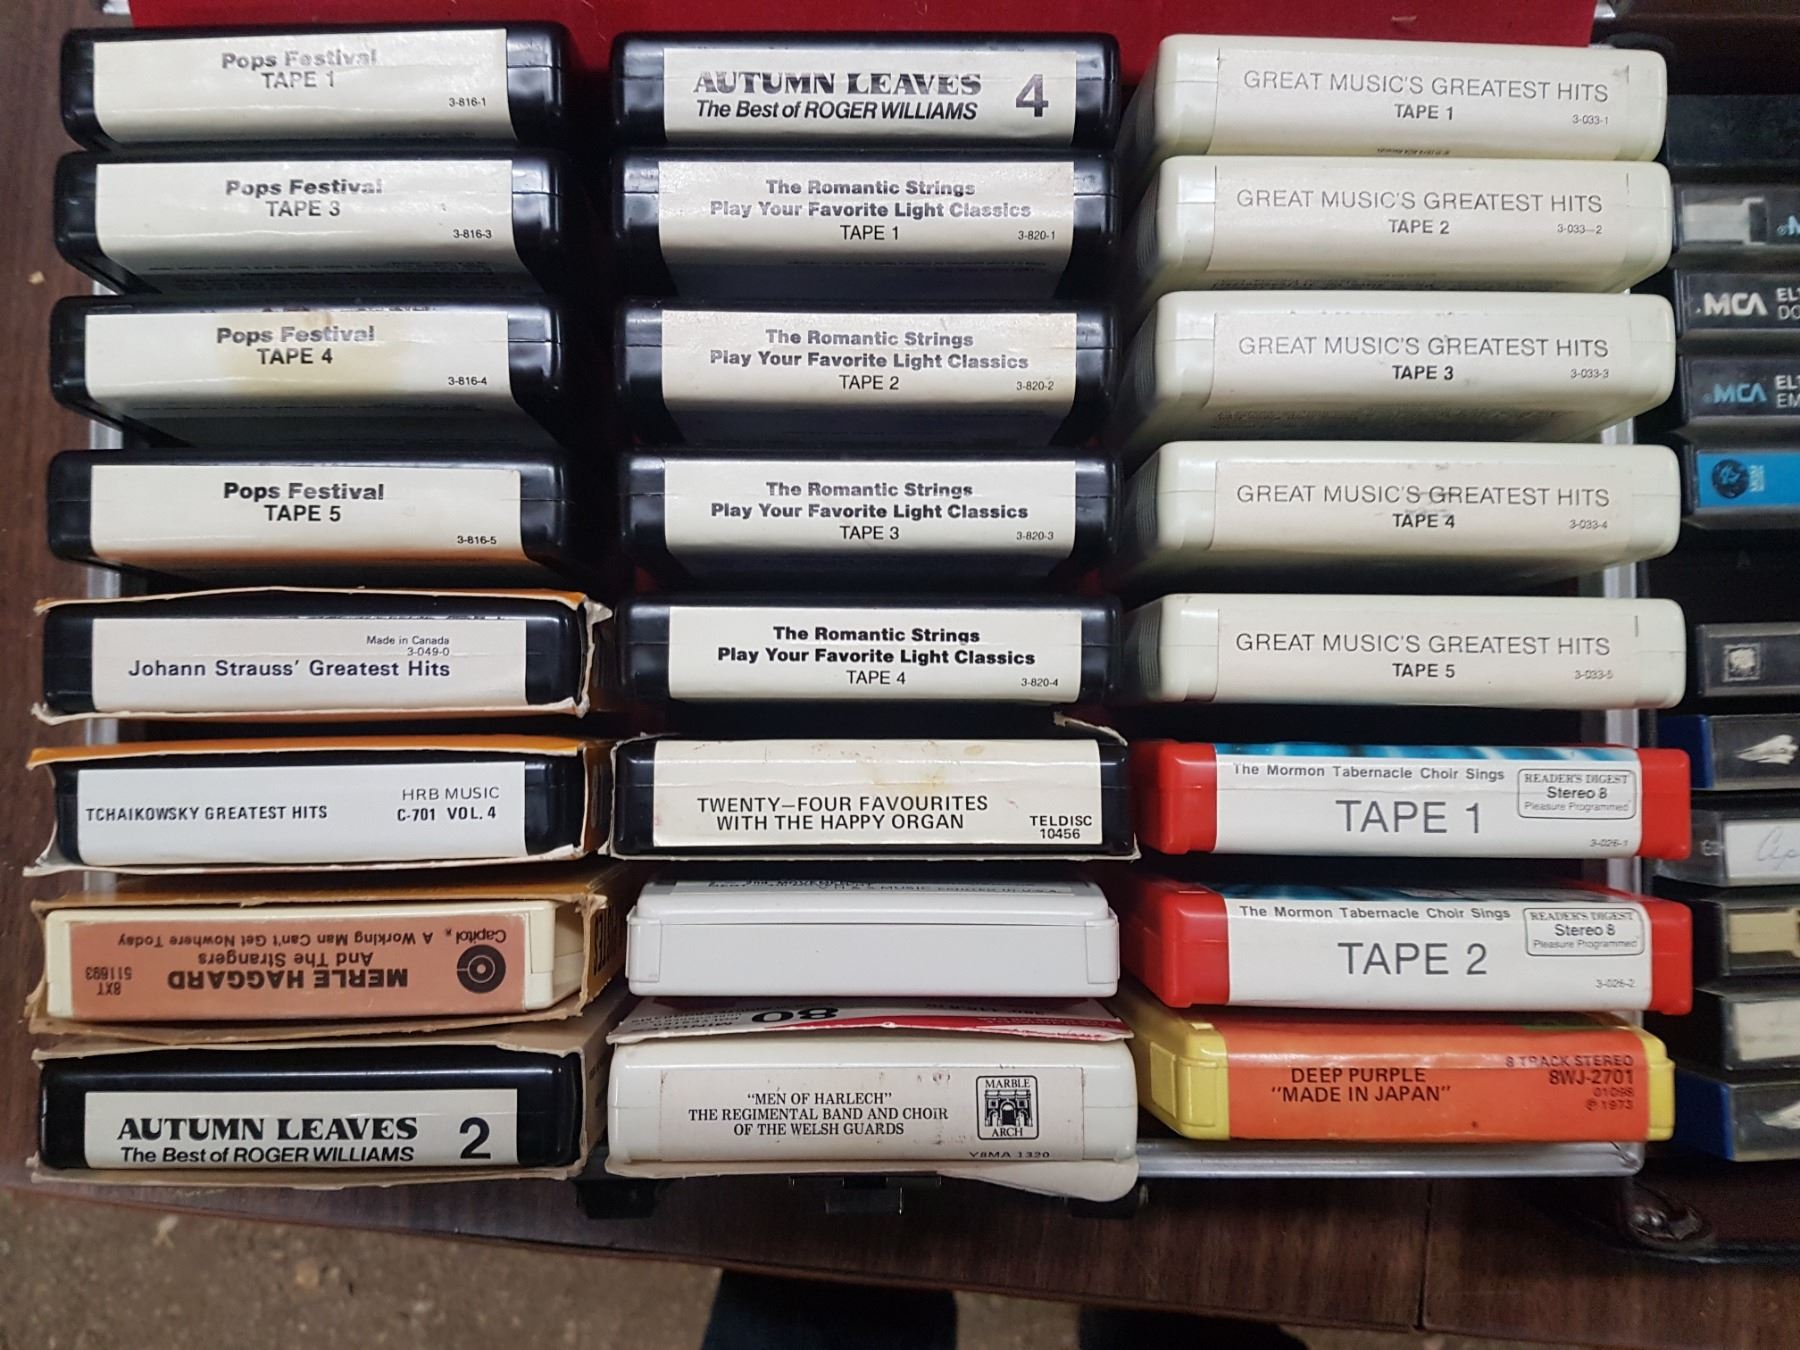 Pops Festival
TAPE 1
3-816-1
Pops Festival
TAPE 3
3-816-3
Pops Festival
TAPE 4
3-816-4
Pops Festival
TAPE 5
3-816-5
Made in Canada
3-049-0
Johann Strauss' Greatest Hits
HRB MUSIC
TCHAIKOWSKY GREATEST HITS C-701 VOL. 4
MERLE HAGGARD
And The Strangers
A Working Man Can't Get Nowhere Today
Capitol®
8XT
511693
AUTUMN LEAVES
The Best of ROGER WILLIAMS
2
AUTUMN LEAVES
The Best of ROGER WILLIAMS
4
The Romantic Strings
Play Your Favorite Light Classics
TAPE 1
3-820-1
The Romantic Strings
Play Your Favorite Light Classics
TAPE 2
3-820-2
The Romantic Strings
Play Your Favorite Light Classics
TAPE 3
3-820-3
The Romantic Strings
Play Your Favorite Light Classics
TAPE 4
3-820-4
TWENTY-FOUR FAVOURITES
WITH THE HAPPY ORGAN
TELDISC
10456
80
"MEN OF HARLECH"
THE REGIMENTAL BAND AND CHOIR
OF THE WELSH GUARDS
MARBLE
ARCH
Y8MA 1320
GREAT MUSIC'S GREATEST HITS
TAPE 1
3-033-1
GREAT MUSIC'S GREATEST HITS
TAPE 2
3-033-2
GREAT MUSIC'S GREATEST HITS
TAPE 3
3-033-3
GREAT MUSIC'S GREATEST HITS
TAPE 4
3-033-4
GREAT MUSIC'S GREATEST HITS
TAPE 5
3-033-5
The Mormon Tabernacle Choir Sings
TAPE 1
READER'S DIGEST
Stereo 8
Pleasure Programmed
3-026-1
The Mormon Tabernacle Choir Sings
TAPE 2
READER'S DIGEST
Stereo 8
Pleasure Programmed
3-026-2
8 TRACK STEREO
DEEP PURPLE
"MADE IN JAPAN"
8WJ-2701
01098
℗ 1973
MCA
MCA
MGM